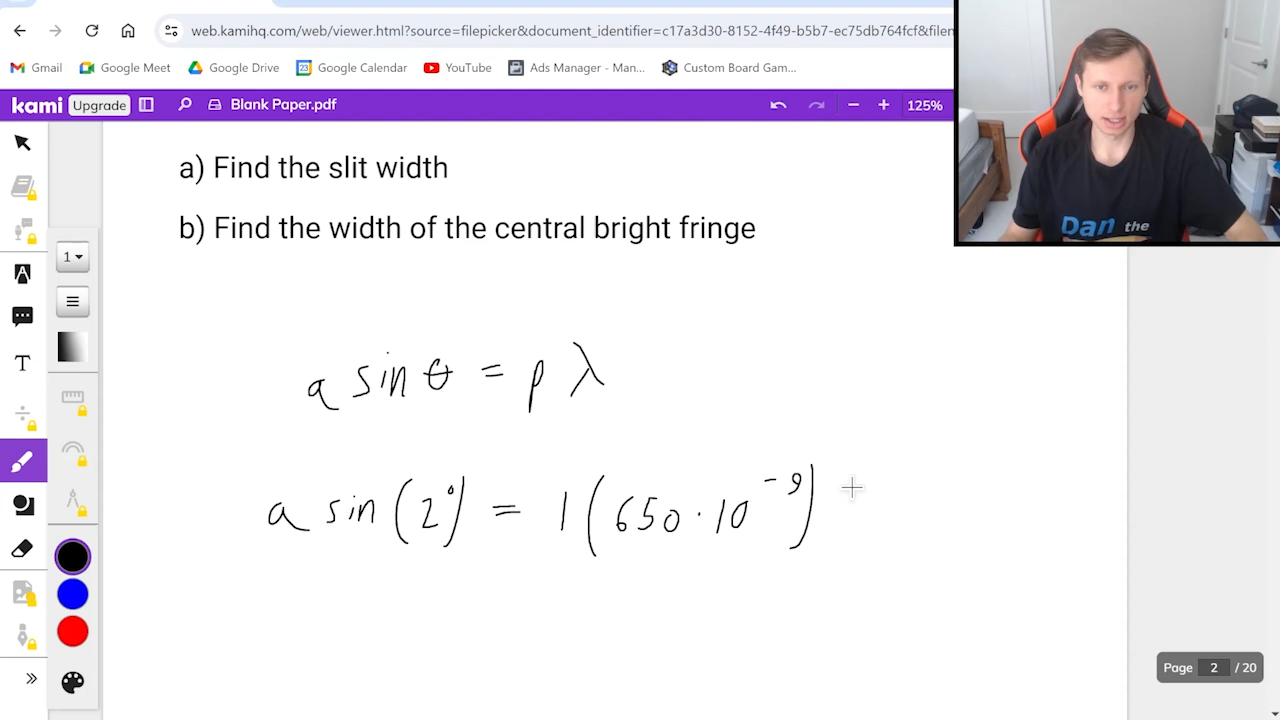 web.kamihq.com/web/viewer.html?source=filepicker&document_identifier=c17a3d30-8152-4f49-b5b7-ec75db764fcf&filen
Gmail Google Meet Google Drive 23 Google Calendar YouTube Ads Manager - Man... Custom Board Gam...
kami Upgrade Blank Paper.pdf 125%
a) Find the slit width
b) Find the width of the central bright fringe
Dan the
1
A
T
a sin θ = p λ
a sin (2°) = 1 (650 · 10⁻⁹)
Page 2 / 20